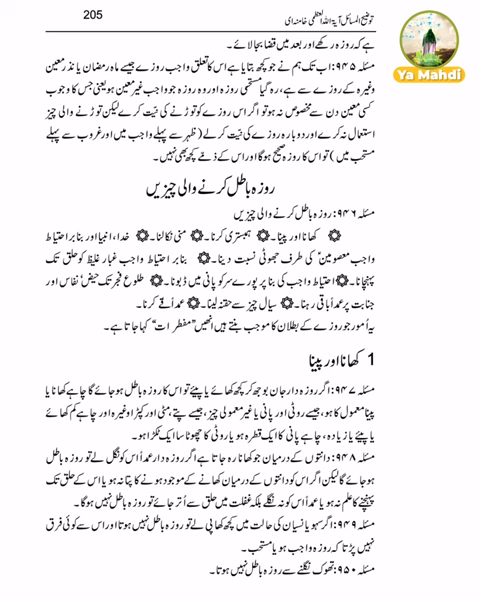 205
توضیح المسائل آیۃ اللہ العظمیٰ خامنہ ای
Ya Mahdi
ہے کہ روزہ رکھے اور بعد میں قضا بجا لائے۔
مسئلہ ۹۴۵: اب تک ہم نے جو کچھ بتایا ہے اس کا تعلق واجب روزے جیسے ماہ رمضان یا نذر معین
وغیرہ کے روزے سے ہے، رہ گیا مستحبی روزہ اور وہ روزہ جو واجب غیر معین ہو یعنی جس کا وجوب
کسی معین دن سے مخصوص نہ ہو تو اگر اس روزے کو توڑنے کی نیت کرے لیکن توڑنے والی چیز
استعمال نہ کرے اور دوبارہ روزے کی نیت کر لے (ظہر سے پہلے واجب میں اور غروب سے پہلے
مستحب میں) تو اس کا روزہ صحیح ہوگا اور اس کے ذمے کچھ بھی نہیں۔
روزہ باطل کرنے والی چیزیں
مسئلہ ۹۴۶: روزہ باطل کرنے والی چیزیں
۞ کھانا اور پینا۔ ۞ ہمبستری کرنا۔ ۞ منی نکالنا۔ ۞ خدا، انبیا اور بنا بر احتیاط
واجب معصومینؑ کی طرف جھوٹی نسبت دینا۔ ۞ بنا بر احتیاط واجب غبار غلیظ کو حلق تک
پہنچانا۔ ۞ احتیاط واجب کی بنا پر پورے سر کو پانی میں ڈبونا۔ ۞ طلوع فجر تک حیض، نفاس اور
جنابت پر عمداً باقی رہنا۔ ۞ سیال چیز سے حقنہ لینا۔ ۞ عمداً قے کرنا۔
یہ اُمور جو روزے کے بطلان کا موجب بنتے ہیں انھیں "مفطرات" کہا جاتا ہے۔
1 کھانا اور پینا
مسئلہ ۹۴۷: اگر روزہ دار جان بوجھ کر کچھ کھائے یا پیئے تو اس کا روزہ باطل ہو جائے گا چاہے کھانا یا
پینا معمول کا ہو، جیسے روٹی اور پانی یا غیر معمولی چیز، جیسے پتے، مٹی اور کپڑا وغیرہ اور چاہے کم کھائے
یا پیئے یا زیادہ، چاہے پانی کا ایک قطرہ ہو یا روٹی کا چھوٹا سا ایک ٹکڑا ہو۔
مسئلہ ۹۴۸: دانتوں کے درمیان جو کھانا رہ جاتا ہے اگر روزہ دار عمداً اس کو نگل لے تو روزہ باطل
ہو جائے گا لیکن اگر اس کو دانتوں کے درمیان کھانے کے موجود ہونے کا پتا نہ ہو یا اس کے حلق تک
پہنچنے کا علم نہ ہو یا عمداً اس کو نہ نگلے بلکہ غفلت میں حلق سے اُتر جائے تو روزہ باطل نہیں ہوگا۔
مسئلہ ۹۴۹: اگر سہو یا نسیان کی حالت میں کچھ کھا پی لے تو روزہ باطل نہیں ہوتا اور اس سے کوئی فرق
نہیں پڑتا کہ روزہ واجب ہو یا مستحب۔
مسئلہ ۹۵۰: تھوک نگلنے سے روزہ باطل نہیں ہوتا۔